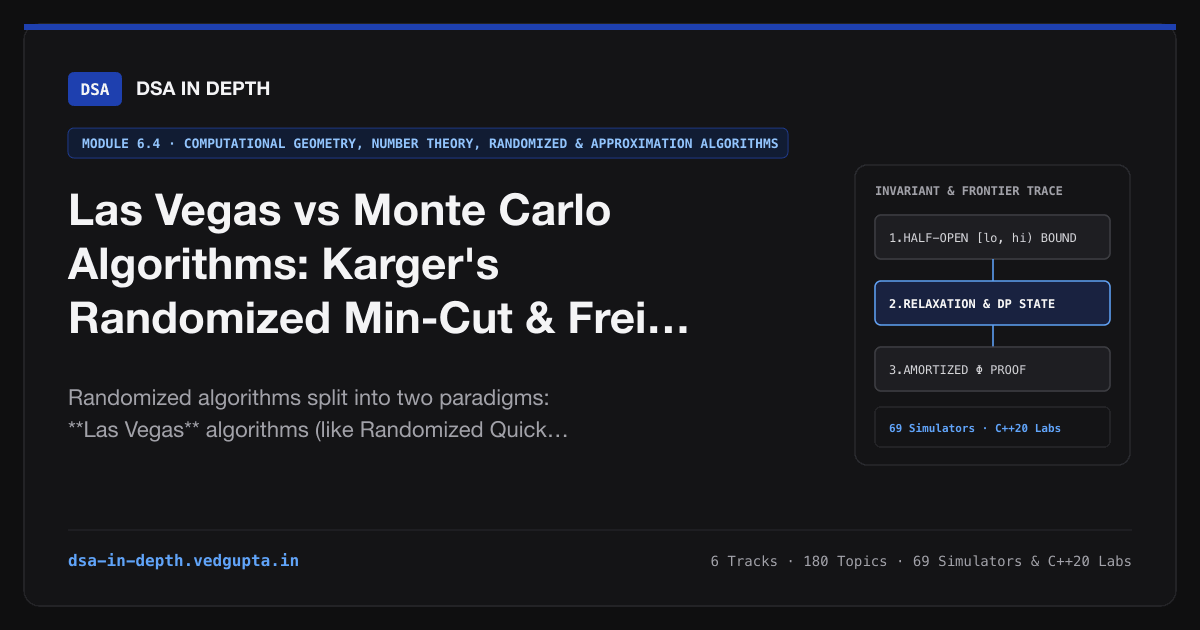 DSA
DSA IN DEPTH
MODULE 6.4 · COMPUTATIONAL GEOMETRY, NUMBER THEORY, RANDOMIZED & APPROXIMATION ALGORITHMS
Las Vegas vs Monte Carlo
Algorithms: Karger's
Randomized Min-Cut & Frei...
Randomized algorithms split into two paradigms:
**Las Vegas** algorithms (like Randomized Quick...
INVARIANT & FRONTIER TRACE
1.HALF-OPEN [lo, hi) BOUND
2.RELAXATION & DP STATE
3.AMORTIZED Φ PROOF
69 Simulators · C++20 Labs
dsa-in-depth.vedgupta.in
6 Tracks · 180 Topics · 69 Simulators & C++20 Labs